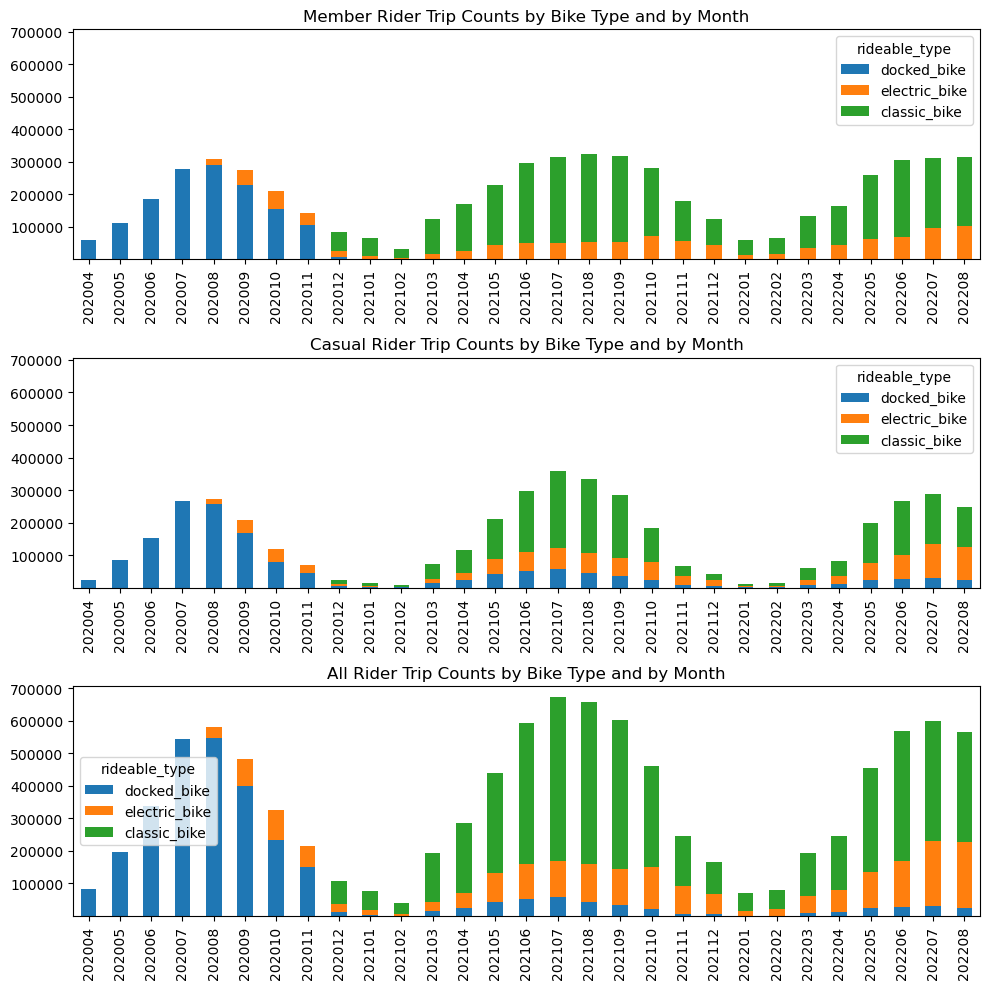 Member Rider Trip Counts by Bike Type and by Month
700000
600000
500000
400000
300000
200000
100000
rideable_type
docked_bike
electric_bike
classic_bike
202004 202005 202006 202007 202008 202009 202010 202011 202012 202101 202102 202103 202104 202105 202106 202107 202108 202109 202110 202111 202112 202201 202202 202203 202204 202205 202206 202207 202208
Casual Rider Trip Counts by Bike Type and by Month
700000
600000
500000
400000
300000
200000
100000
rideable_type
docked_bike
electric_bike
classic_bike
202004 202005 202006 202007 202008 202009 202010 202011 202012 202101 202102 202103 202104 202105 202106 202107 202108 202109 202110 202111 202112 202201 202202 202203 202204 202205 202206 202207 202208
All Rider Trip Counts by Bike Type and by Month
700000
600000
500000
400000
300000
200000
100000
rideable_type
docked_bike
electric_bike
classic_bike
202004 202005 202006 202007 202008 202009 202010 202011 202012 202101 202102 202103 202104 202105 202106 202107 202108 202109 202110 202111 202112 202201 202202 202203 202204 202205 202206 202207 202208